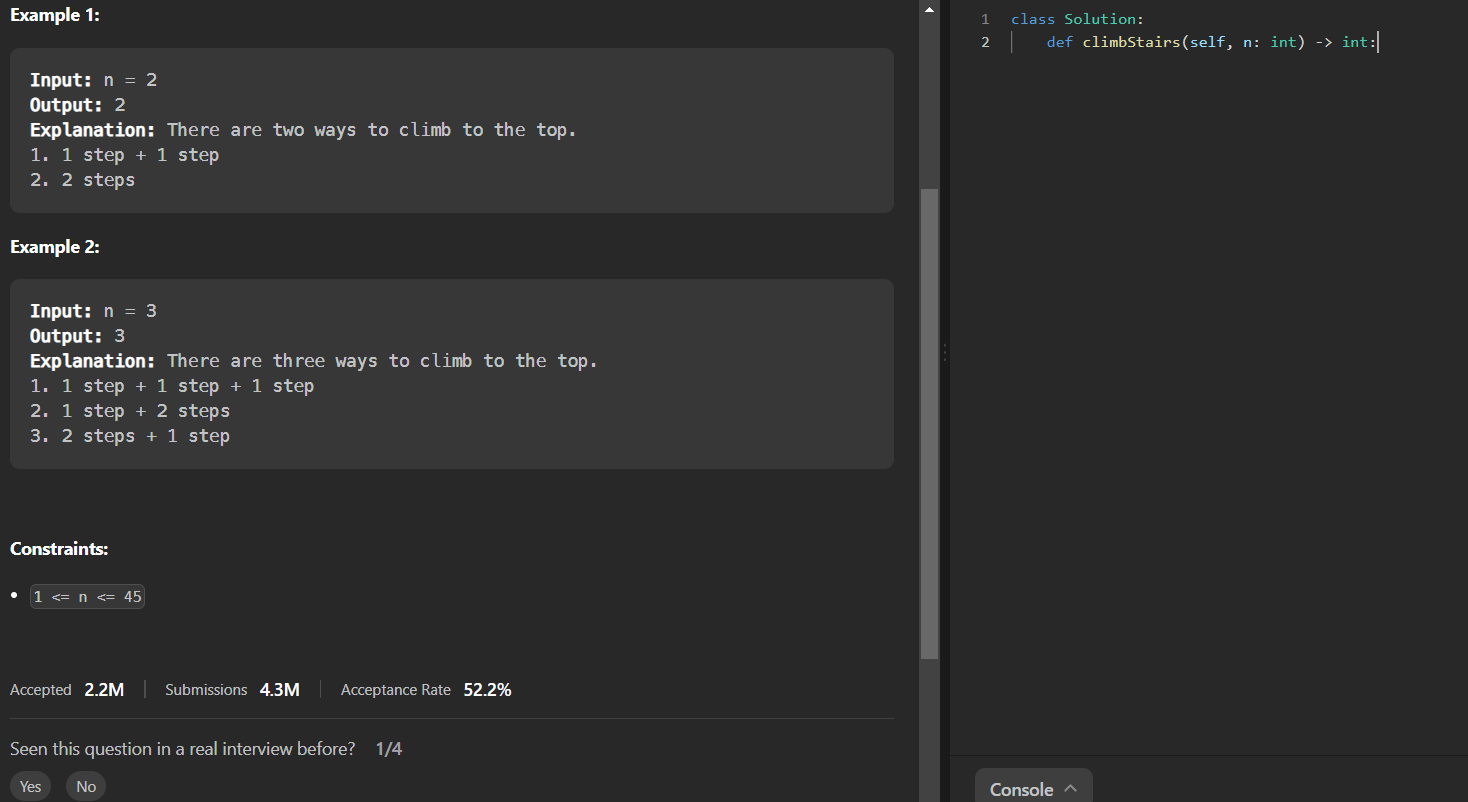 Example 1:
Input: n = 2
Output: 2
Explanation: There are two ways to climb to the top.
1. 1 step + 1 step
2. 2 steps
Example 2:
Input: n = 3
Output: 3
Explanation: There are three ways to climb to the top.
1. 1 step + 1 step + 1 step
2. 1 step + 2 steps
3. 2 steps + 1 step
Constraints:
• 1 <= n <= 45
Accepted 2.2M | Submissions 4.3M | Acceptance Rate 52.2%
Seen this question in a real interview before? 1/4
Yes No
1 class Solution:
2 def climbStairs(self, n: int) -> int:
Console